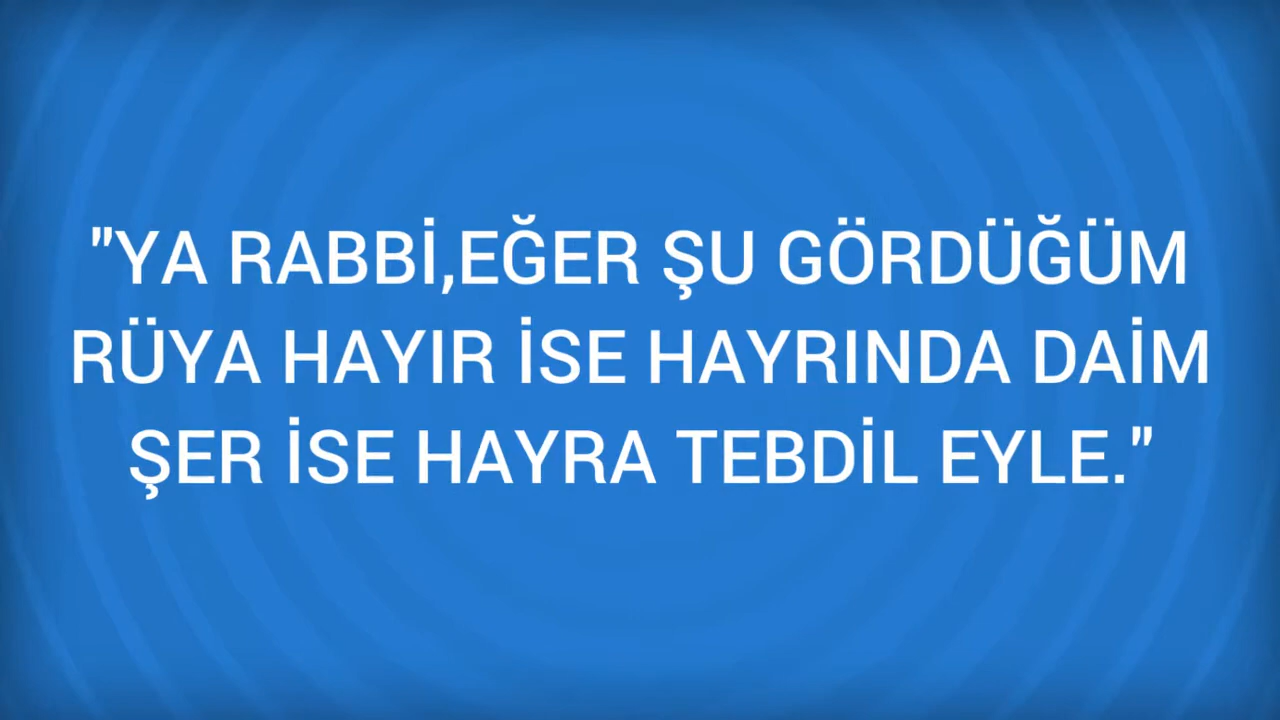 "YA RABBİ,EĞER ŞU GÖRDÜĞÜM
RÜYA HAYIR İSE HAYRINDA DAİM
ŞER İSE HAYRA TEBDİL EYLE."